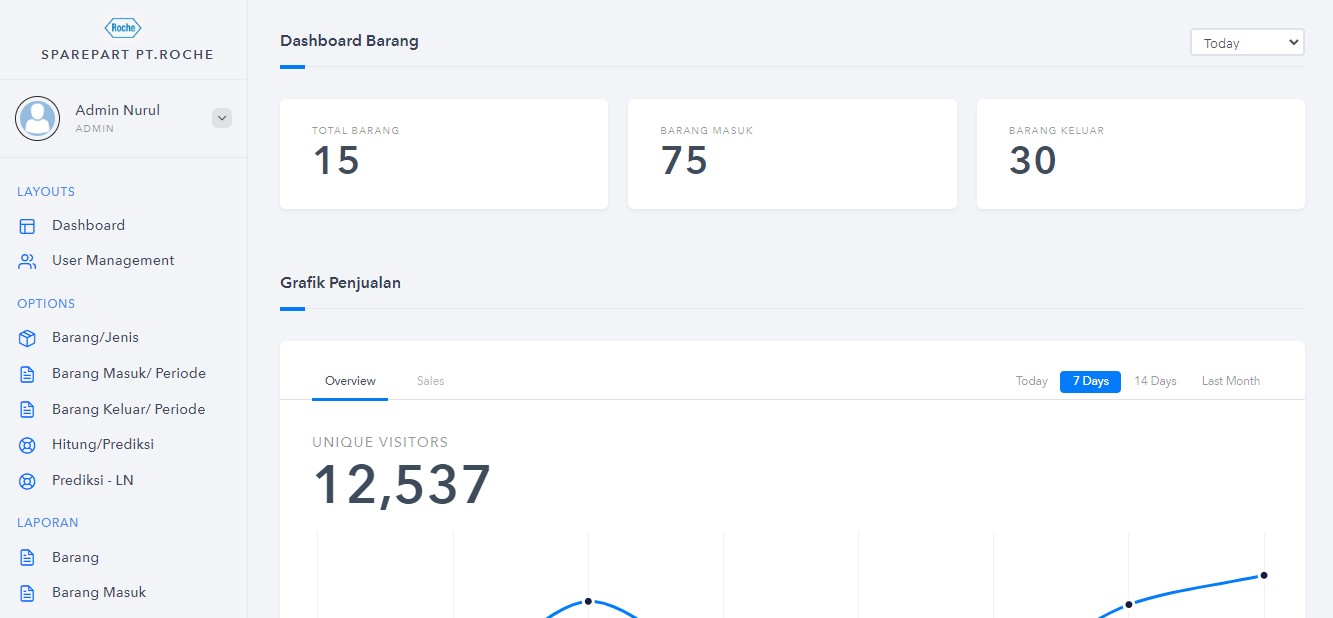 Roche
SPAREPART PT.ROCHE
Admin Nurul
ADMIN
LAYOUTS
Dashboard
User Management
OPTIONS
Barang/Jenis
Barang Masuk/ Periode
Barang Keluar/ Periode
Hitung/Prediksi
Prediksi - LN
LAPORAN
Barang
Barang Masuk
Dashboard Barang
Today
TOTAL BARANG
15
BARANG MASUK
75
BARANG KELUAR
30
Grafik Penjualan
Overview Sales
Today 7 Days 14 Days Last Month
UNIQUE VISITORS
12,537